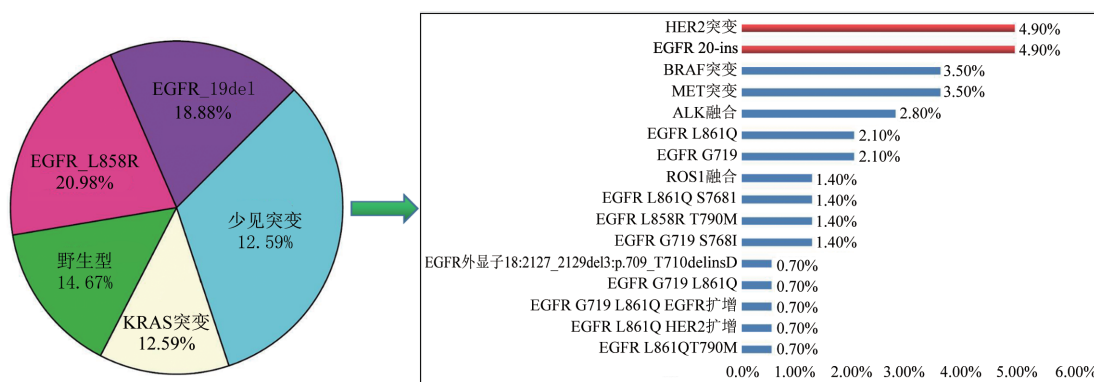 EGFR_19del
18.88%
EGFR_L858R
20.98%
少见突变
12.59%
野生型
14.67%
KRAS突变
12.59%
HER2突变 4.90%
EGFR 20-ins 4.90%
BRAF突变 3.50%
MET突变 3.50%
ALK融合 2.80%
EGFR L861Q 2.10%
EGFR G719 2.10%
ROS1融合 1.40%
EGFR L861Q S7681 1.40%
EGFR L858R T790M 1.40%
EGFR G719 S768I 1.40%
EGFR外显子18:2127_2129del3:p.709_T710delinsD 0.70%
EGFR G719 L861Q 0.70%
EGFR G719 L861Q EGFR扩增 0.70%
EGFR L861Q HER2扩增 0.70%
EGFR L861QT790M 0.70%
0.0% 1.00% 2.00% 3.00% 4.00% 5.00% 6.00%